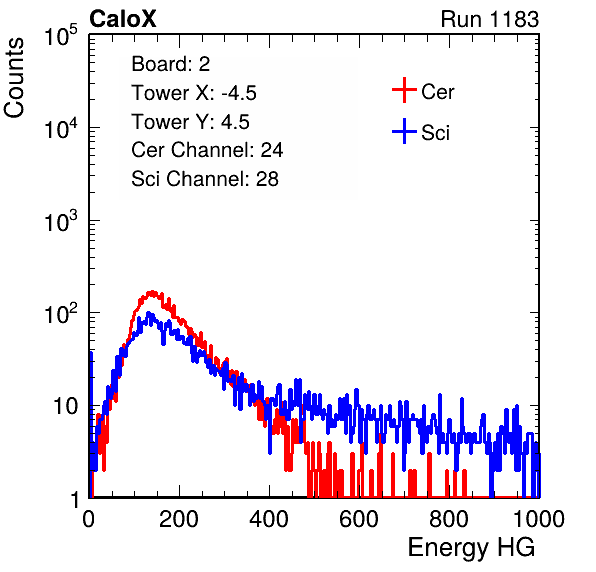 CaloX Run 1183
Counts
10^5
10^4
10^3
10^2
10
1
Board: 2
Tower X: -4.5
Tower Y: 4.5
Cer Channel: 24
Sci Channel: 28
Cer
Sci
0 200 400 600 800 1000
Energy HG